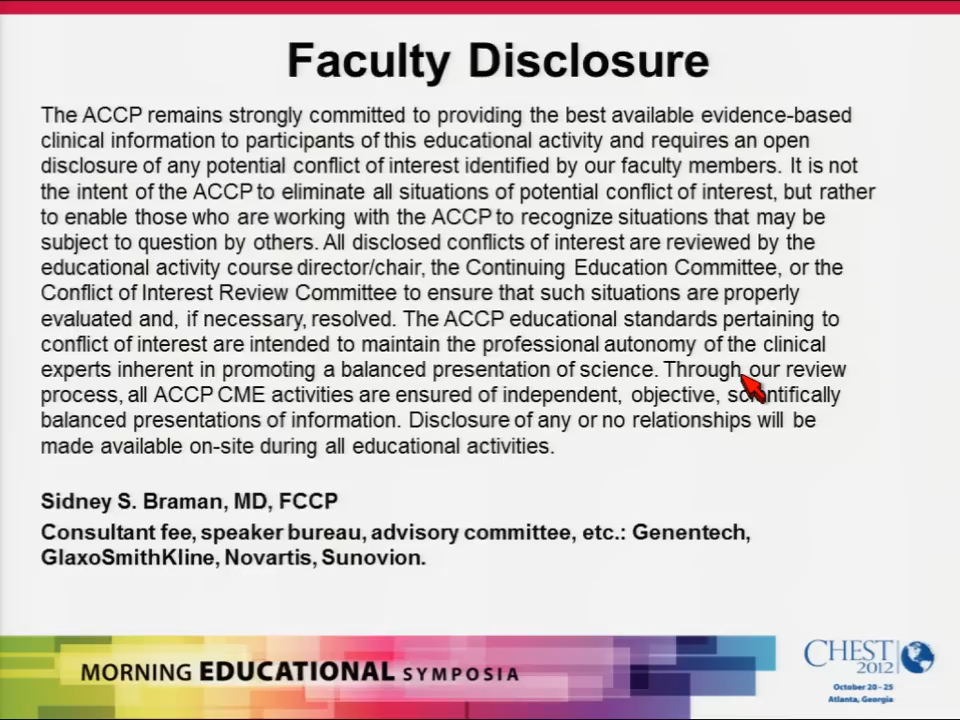 Faculty Disclosure
The ACCP remains strongly committed to providing the best available evidence-based
clinical information to participants of this educational activity and requires an open
disclosure of any potential conflict of interest identified by our faculty members. It is not
the intent of the ACCP to eliminate all situations of potential conflict of interest, but rather
to enable those who are working with the ACCP to recognize situations that may be
subject to question by others. All disclosed conflicts of interest are reviewed by the
educational activity course director/chair, the Continuing Education Committee, or the
Conflict of Interest Review Committee to ensure that such situations are properly
evaluated and, if necessary, resolved. The ACCP educational standards pertaining to
conflict of interest are intended to maintain the professional autonomy of the clinical
experts inherent in promoting a balanced presentation of science. Through our review
process, all ACCP CME activities are ensured of independent, objective, scientifically
balanced presentations of information. Disclosure of any or no relationships will be
made available on-site during all educational activities.
Sidney S. Braman, MD, FCCP
Consultant fee, speaker bureau, advisory committee, etc.: Genentech,
GlaxoSmithKline, Novartis, Sunovion.
MORNING EDUCATIONAL SYMPOSIA
CHEST
2012
October 20 - 25
Atlanta, Georgia